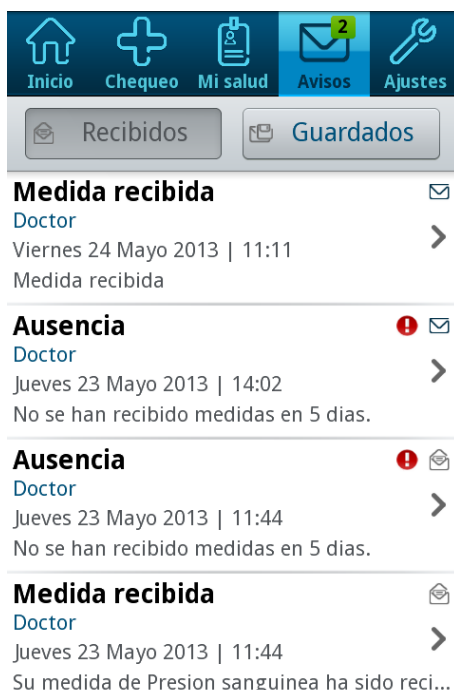 2
Inicio Chequeo Mi salud Avisos Ajustes
Recibidos Guardados
Medida recibida
Doctor
Viernes 24 Mayo 2013 | 11:11
Medida recibida
Ausencia
Doctor
Jueves 23 Mayo 2013 | 14:02
No se han recibido medidas en 5 dias.
Ausencia
Doctor
Jueves 23 Mayo 2013 | 11:44
No se han recibido medidas en 5 dias.
Medida recibida
Doctor
Jueves 23 Mayo 2013 | 11:44
Su medida de Presion sanguinea ha sido reci...